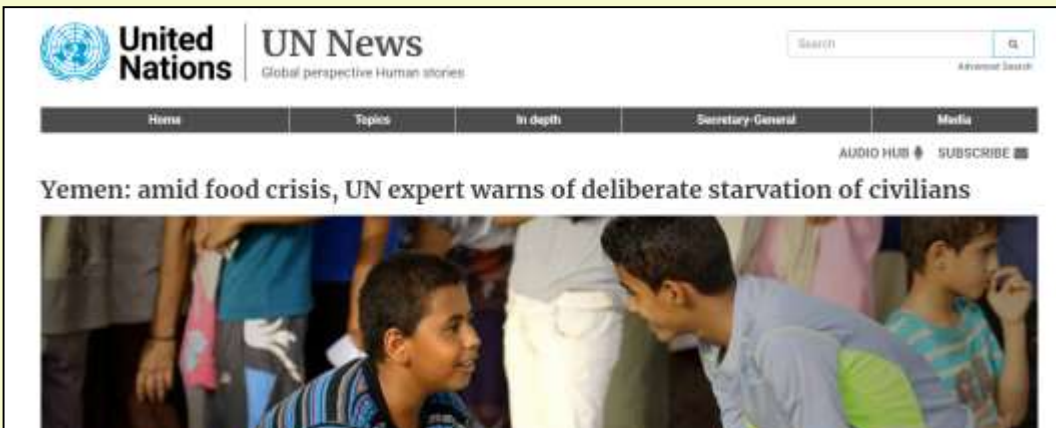 United
Nations
UN News
Global perspective Human stories
Search
Advanced Search
Home Topics In depth Secretary-General Media
AUDIO HUB SUBSCRIBE
Yemen: amid food crisis, UN expert warns of deliberate starvation of civilians